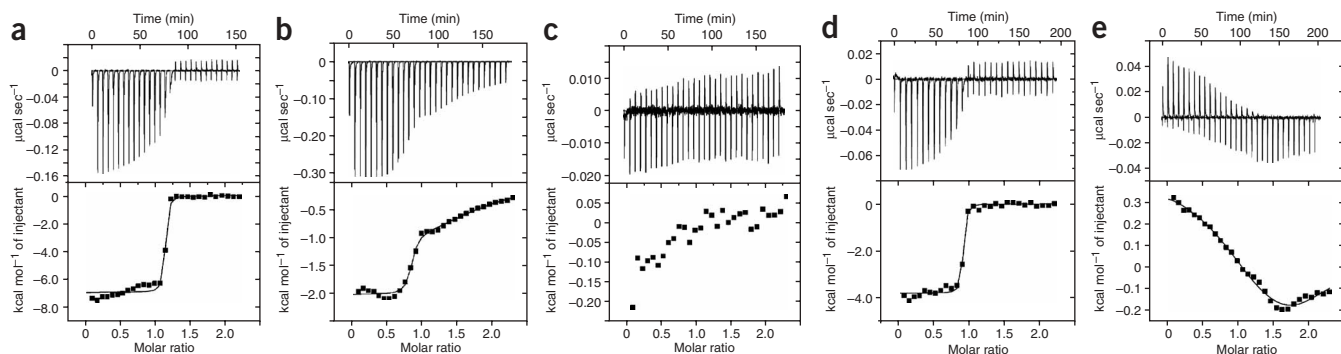 a
Time (min)
0 50 100 150
0
−0.04
−0.08
−0.12
−0.16
µcal sec−1
0
−2.0
−4.0
−6.0
−8.0
kcal mol−1 of injectant
0 0.5 1.0 1.5 2.0
Molar ratio
b
Time (min)
0 50 100 150
0
−0.10
−0.20
−0.30
µcal sec−1
−0.5
−1.0
−1.5
−2.0
kcal mol−1 of injectant
0 0.5 1.0 1.5 2.0
Molar ratio
c
Time (min)
0 50 100 150
0.010
0
−0.010
−0.020
µcal sec−1
0.05
0
−0.05
−0.10
−0.15
−0.20
kcal mol−1 of injectant
0 0.5 1.0 1.5 2.0
Molar ratio
d
Time (min)
0 50 100 150 200
0.02
0
−0.02
−0.04
−0.06
µcal sec−1
0
−2.0
−4.0
kcal mol−1 of injectant
0 0.5 1.0 1.5 2.0
Molar ratio
e
Time (min)
0 50 100 150 200
0.04
0.02
0
−0.02
−0.04
µcal sec−1
0.3
0.2
0.1
0
−0.1
−0.2
kcal mol−1 of injectant
0 0.5 1.0 1.5 2.0
Molar ratio